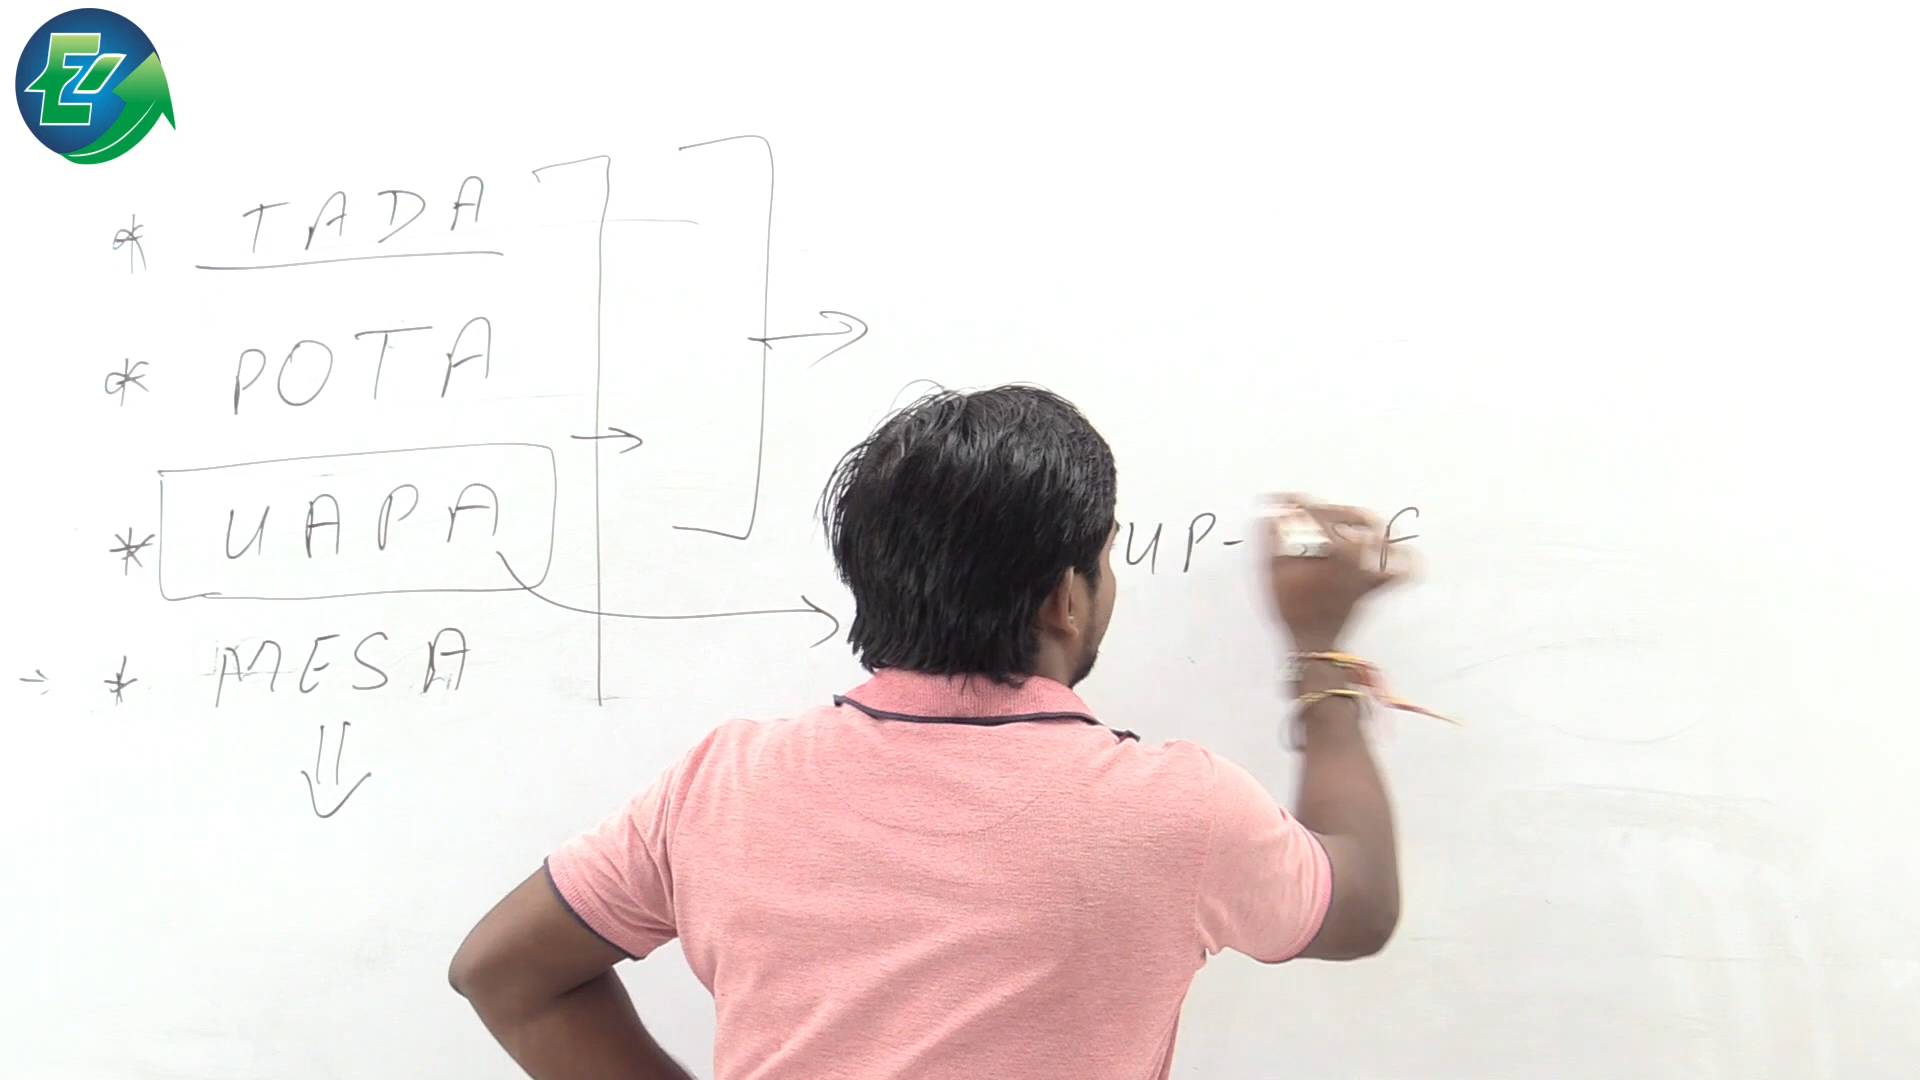 * TADA
* POTA
* UAPA
UP-
* MESA